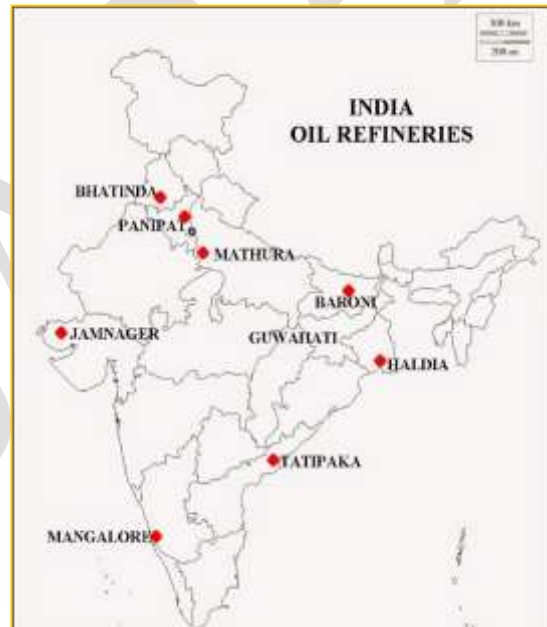 INDIA
OIL REFINERIES
BHATINDA
PANIPAT
MATHURA
BARONI
JAMNAGER
GUWAHATI
HALDIA
TATIPAKA
MANGALORE